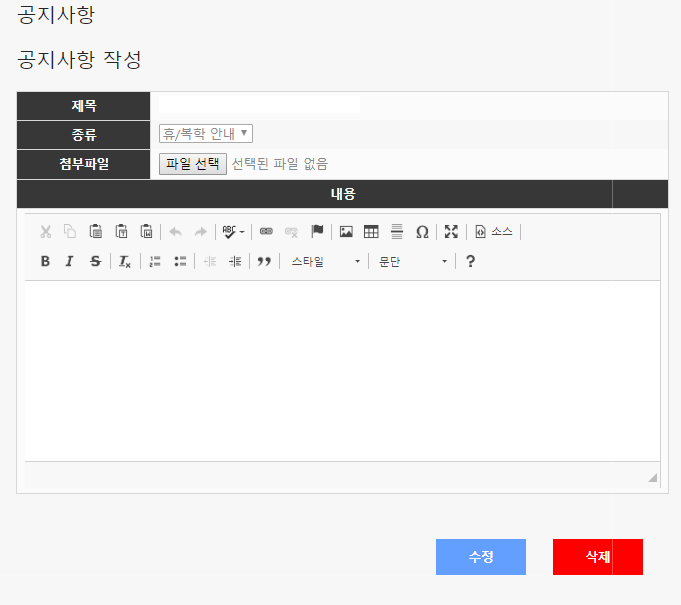 공지사항
공지사항 작성
제목
종류 휴/복학 안내
첨부파일 파일 선택 선택된 파일 없음
내용
ABC Ω 소스
B I S Ix 스타일 문단 ?
수정 삭제